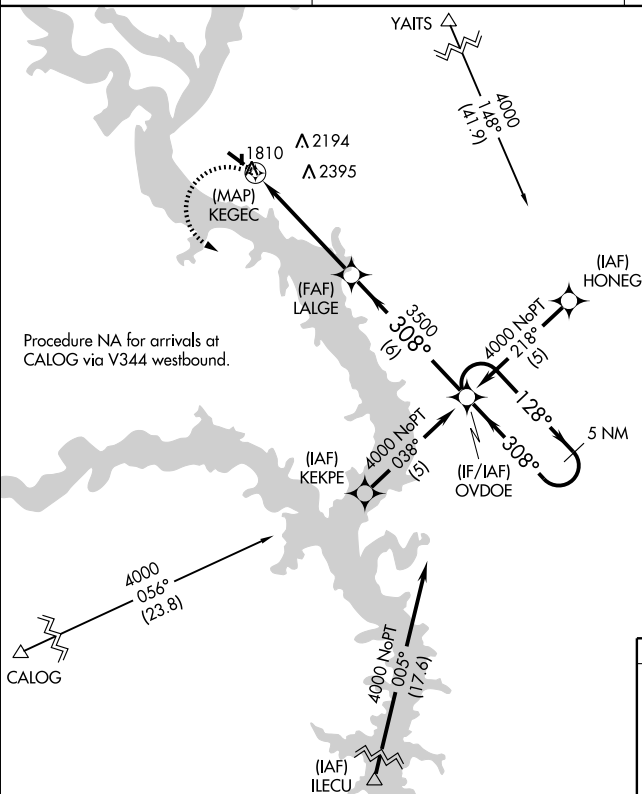 YAITS
4000
148°
(41.9)
2194
1810
2395
(MAP)
KEGEC
(IAF)
HONEG
(FAF)
LALGE
3500
308°
(6)
4000 NoPT
218°
(5)
Procedure NA for arrivals at
CALOG via V344 westbound.
128°
5 NM
308°
4000 NoPT
038°
(5)
(IAF)
KEKPE
(IF/IAF)
OVDOE
4000
056°
(23.8)
CALOG
4000 NoPT
005°
(17.6)
(IAF)
ILECU